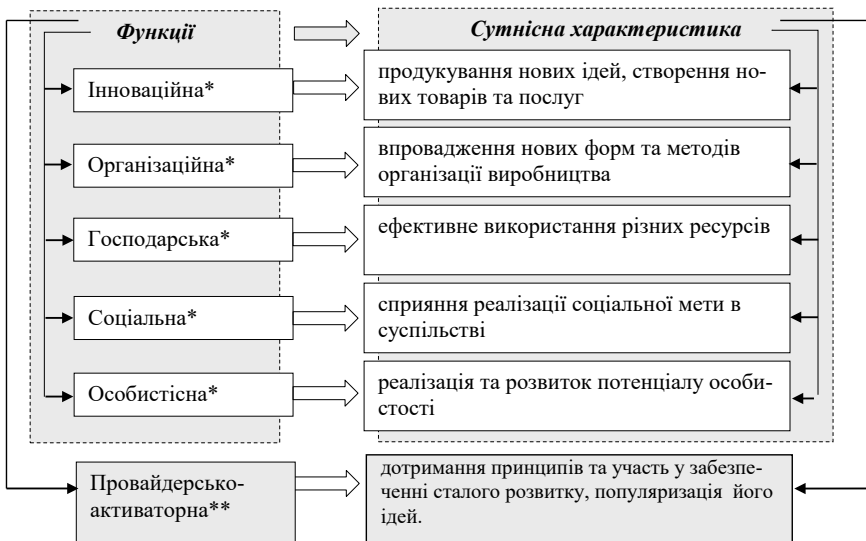 Функції
Сутнісна характеристика
Інноваційна*
продукування нових ідей, створення но-
вих товарів та послуг
Організаційна*
впровадження нових форм та методів
організації виробництва
Господарська*
ефективне використання різних ресурсів
Соціальна*
сприяння реалізації соціальної мети в
суспільстві
Особистісна*
реалізація та розвиток потенціалу особи-
стості
Провайдерсько-
активаторна**
дотримання принципів та участь у забезпе-
ченні сталого розвитку, популяризація його
ідей.